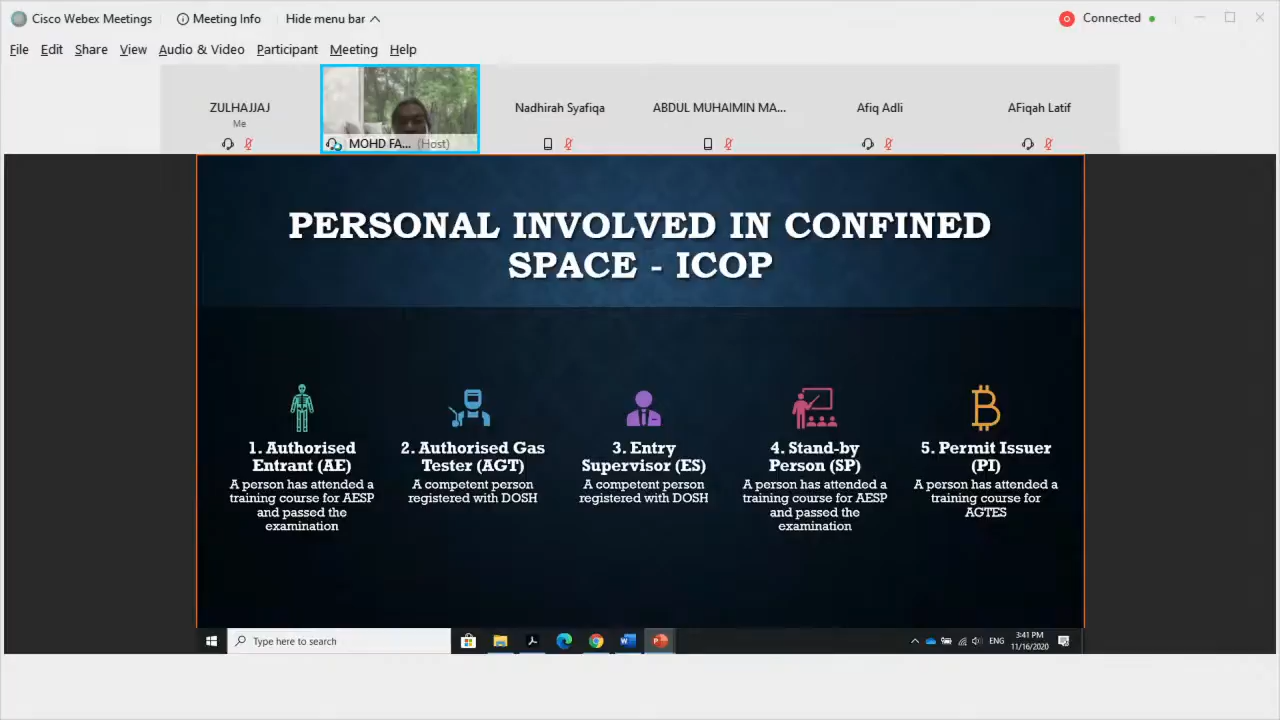 Cisco Webex Meetings
Meeting Info
Hide menu bar
Connected
File Edit Share View Audio & Video Participant Meeting Help
ZULHAJJAJ
Me
MOHD FA... (Host)
Nadhirah Syafiqa
ABDUL MUHAIMIN MA...
Afiq Adli
AFiqah Latif
PERSONAL INVOLVED IN CONFINED
SPACE - ICOP
1. Authorised
Entrant (AE)
A person has attended a
training course for AESP
and passed the
examination
2. Authorised Gas
Tester (AGT)
A competent person
registered with DOSH
3. Entry
Supervisor (ES)
A competent person
registered with DOSH
4. Stand-by
Person (SP)
A person has attended a
training course for AESP
and passed the
examination
5. Permit Issuer
(PI)
A person has attended a
training course for
AGTES
Type here to search
ENG
3:41 PM
11/16/2020